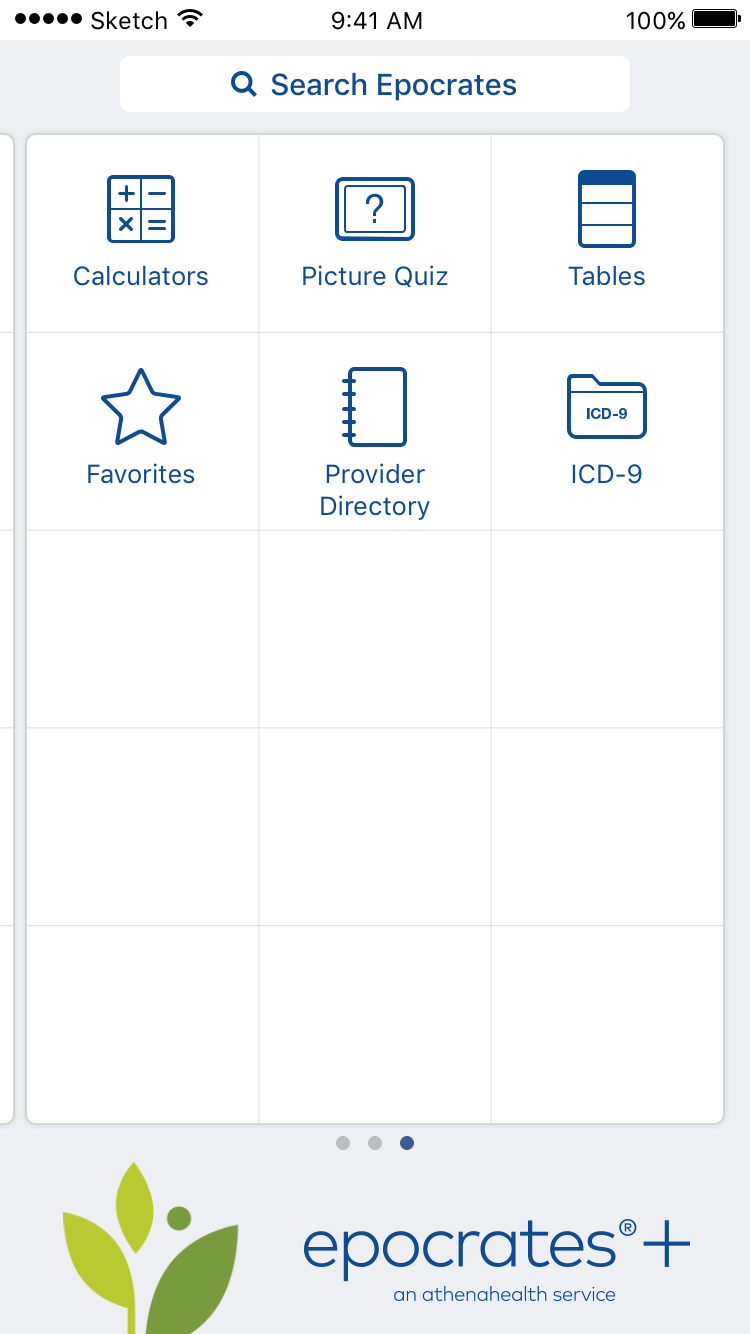 Sketch 9:41 AM 100%
Search Epocrates
Calculators Picture Quiz Tables
ICD-9
Favorites Provider Directory ICD-9
epocrates®+
an athenahealth service